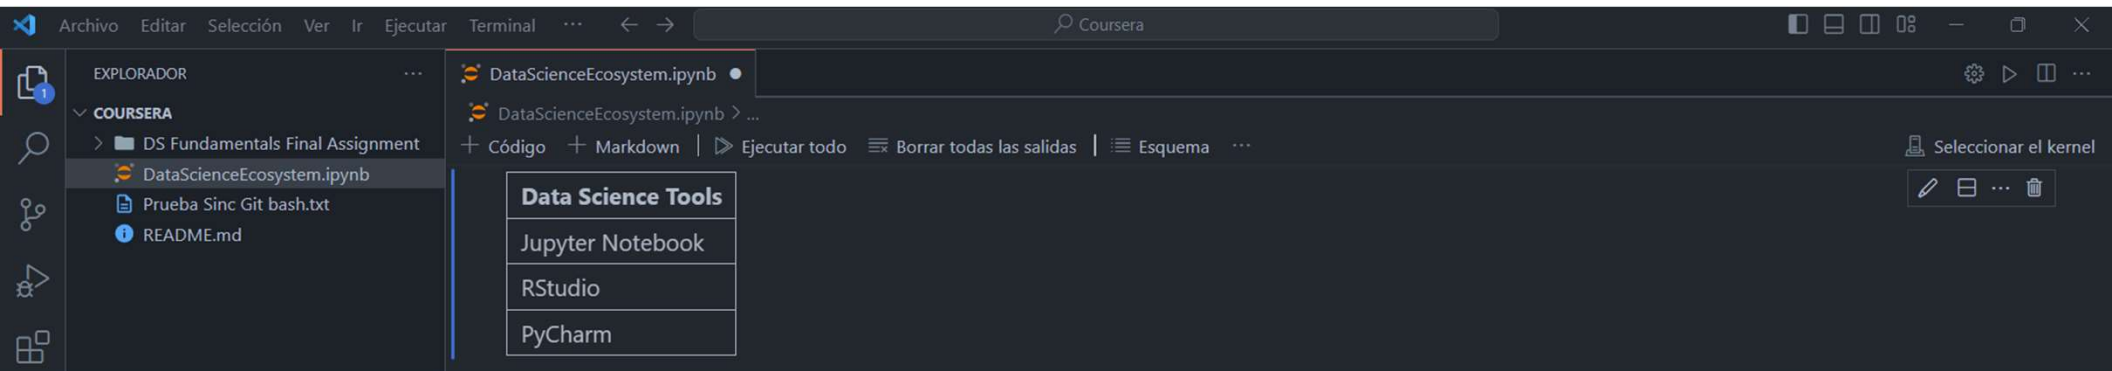 Archivo Editar Selección Ver Ir Ejecutar Terminal ··· Coursera
EXPLORADOR ···
COURSERA
DS Fundamentals Final Assignment
DataScienceEcosystem.ipynb
Prueba Sinc Git bash.txt
README.md
1
DataScienceEcosystem.ipynb
DataScienceEcosystem.ipynb > ...
Código Markdown Ejecutar todo Borrar todas las salidas Esquema ··· Seleccionar el kernel
Data Science Tools
Jupyter Notebook
RStudio
PyCharm